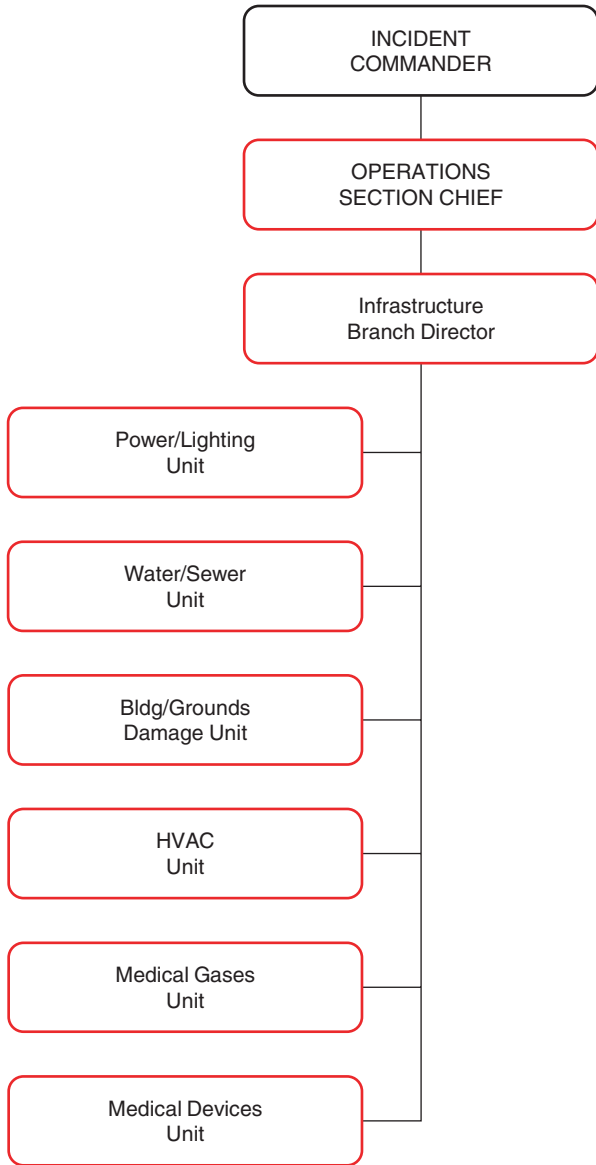 INCIDENT
COMMANDER
OPERATIONS
SECTION CHIEF
Infrastructure
Branch Director
Power/Lighting
Unit
Water/Sewer
Unit
Bldg/Grounds
Damage Unit
HVAC
Unit
Medical Gases
Unit
Medical Devices
Unit